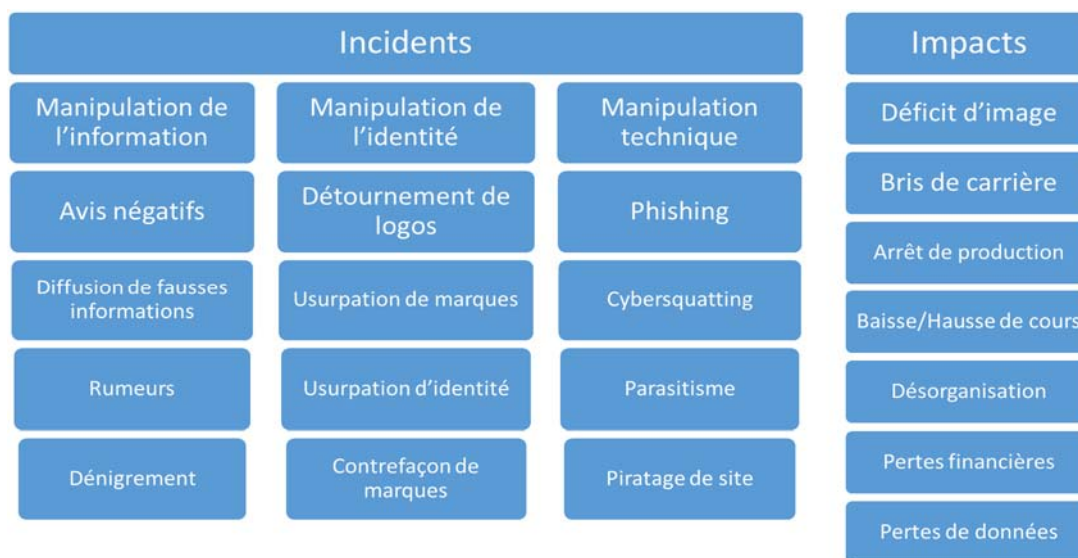 Incidents
Manipulation de
l’information
Manipulation de
l’identité
Manipulation
technique
Avis négatifs
Détournement de
logos
Phishing
Diffusion de fausses
informations
Usurpation de marques
Cybersquatting
Rumeurs
Usurpation d’identité
Parasitisme
Dénigrement
Contrefaçon de
marques
Piratage de site
Impacts
Déficit d’image
Bris de carrière
Arrêt de production
Baisse/Hausse de cours
Désorganisation
Pertes financières
Pertes de données